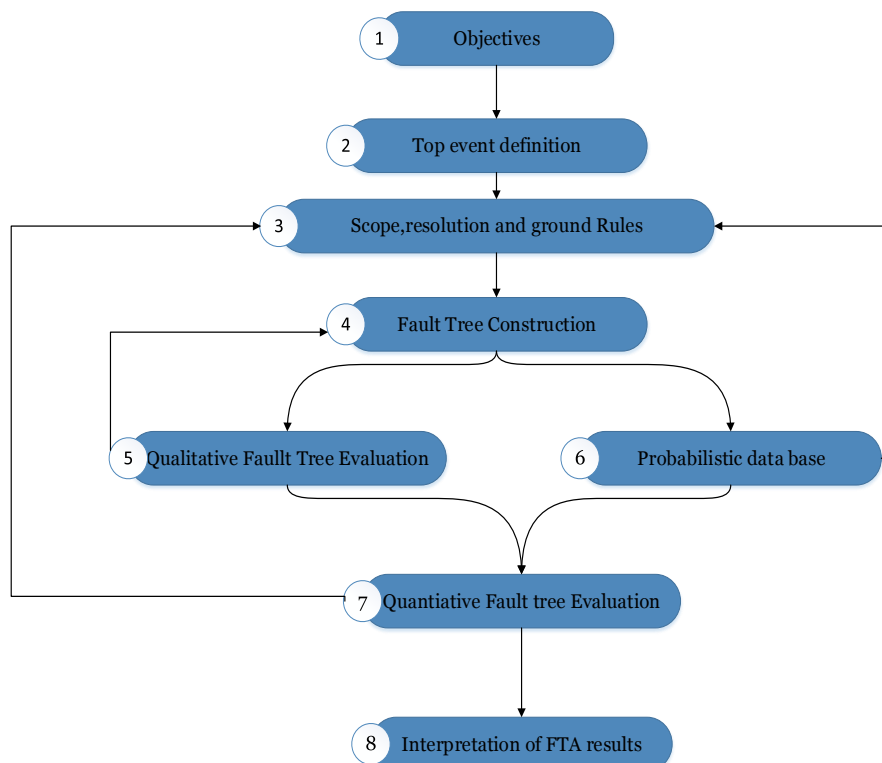 1 Objectives
2 Top event definition
3 Scope,resolution and ground Rules
4 Fault Tree Construction
5 Qualitative Faullt Tree Evaluation
6 Probabilistic data base
7 Quantiative Fault tree Evaluation
8 Interpretation of FTA results